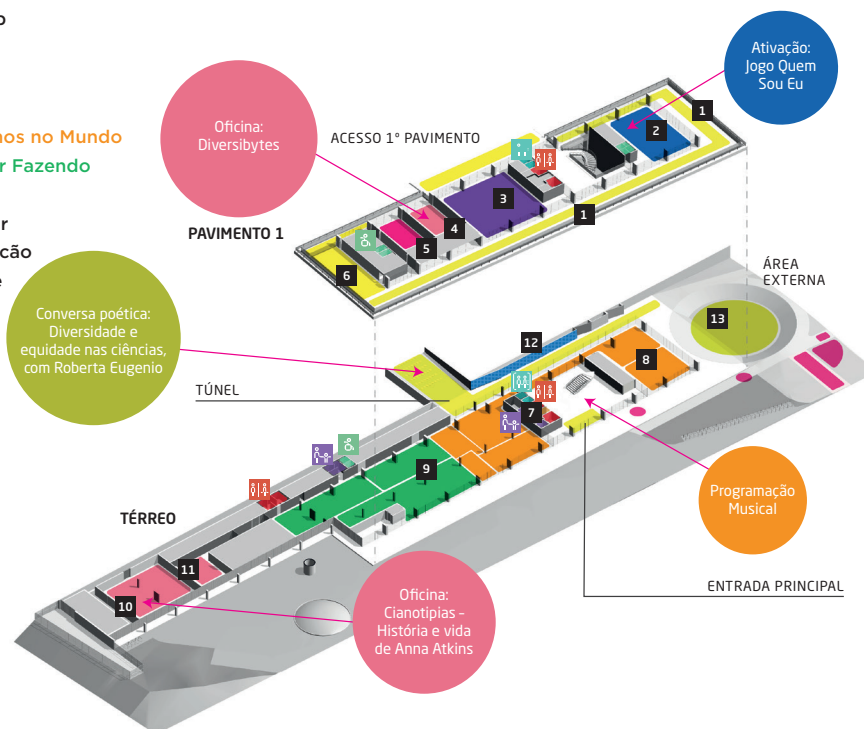 o
nos no Mundo
r Fazendo
r
ção
e
Oficina:
Diversibytes
ACESSO 1º PAVIMENTO
Ativação:
Jogo Quem
Sou Eu
1
2
3
1
4
5
6
PAVIMENTO 1
Conversa poética:
Diversidade e
equidade nas ciências,
com Roberta Eugenio
TÚNEL
ÁREA
EXTERNA
13
12
8
7
9
TÉRREO
Programação
Musical
ENTRADA PRINCIPAL
11
10
Oficina:
Cianotipias –
História e vida
de Anna Atkins